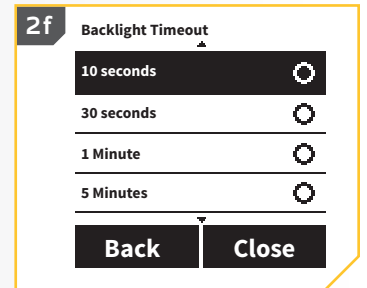 2f
Backlight Timeout
10 seconds
30 seconds
1 Minute
5 Minutes
Back Close